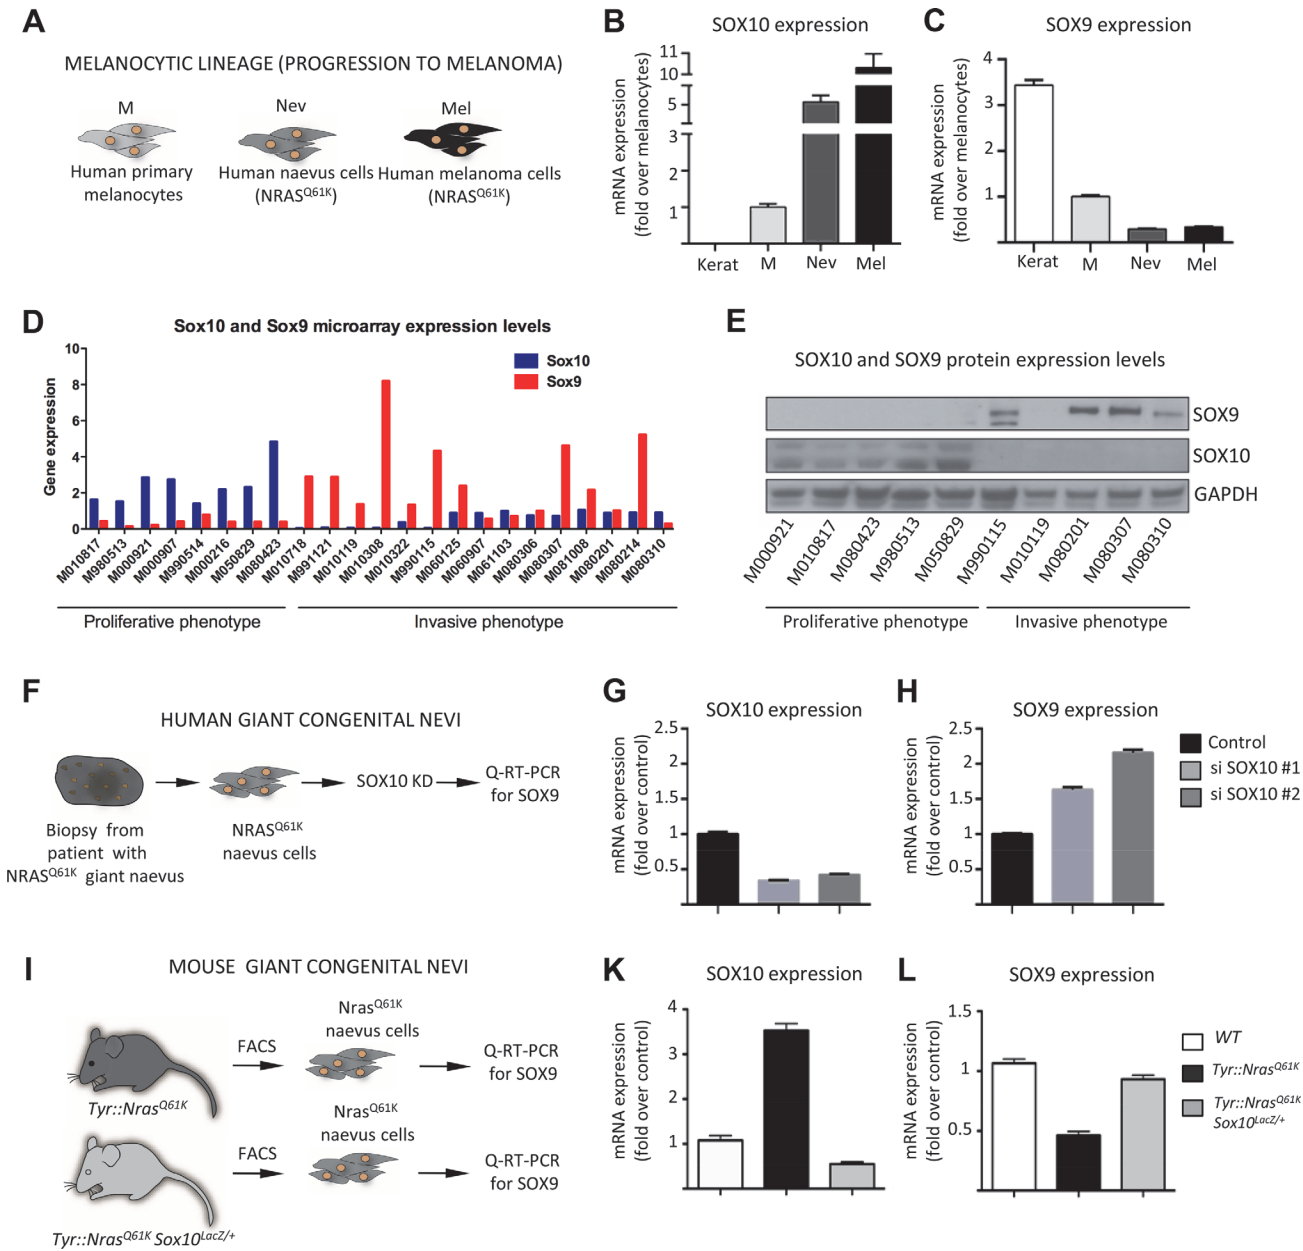 A
MELANOCYTIC LINEAGE (PROGRESSION TO MELANOMA)
M
Nev
Mel
Human primary
melanocytes
Human naevus cells
(NRASQ61K)
Human melanoma cells
(NRASQ61K)
B
SOX10 expression
mRNA expression
(fold over melanocytes)
11
10
5
3
2
1
Kerat M Nev Mel
C
SOX9 expression
mRNA expression
(fold over melanocytes)
4
3
2
1
Kerat M Nev Mel
D
Sox10 and Sox9 microarray expression levels
Gene expression
10
8
6
4
2
0
Sox10
Sox9
M010817
M980513
M000921
M000907
M990514
M000216
M050829
M080423
M010718
M991121
M010119
M010308
M010322
M990115
M060125
M060907
M061103
M080306
M080307
M081008
M080201
M080214
M080310
Proliferative phenotype
Invasive phenotype
E
SOX10 and SOX9 protein expression levels
SOX9
SOX10
GAPDH
M000921
M010817
M080423
M980513
M050829
M990115
M010119
M080201
M080307
M080310
Proliferative phenotype
Invasive phenotype
F
HUMAN GIANT CONGENITAL NEVI
Biopsy from
patient with
NRASQ61K giant naevus
NRASQ61K
naevus cells
SOX10 KD
Q-RT-PCR
for SOX9
G
SOX10 expression
mRNA expression
(fold over control)
2.5
2
1.5
1
0.5
H
SOX9 expression
mRNA expression
(fold over control)
2.5
2
1.5
1
0.5
Control
si SOX10 #1
si SOX10 #2
I
MOUSE GIANT CONGENITAL NEVI
Tyr::NrasQ61K
FACS
NrasQ61K
naevus cells
Q-RT-PCR
for SOX9
Tyr::NrasQ61K Sox10LacZ/+
FACS
NrasQ61K
naevus cells
Q-RT-PCR
for SOX9
K
SOX10 expression
mRNA expression
(fold over control)
4
3
2
1
L
SOX9 expression
mRNA expression
(fold over control)
1.5
1
0.5
WT
Tyr::NrasQ61K
Tyr::NrasQ61K
Sox10LacZ/+